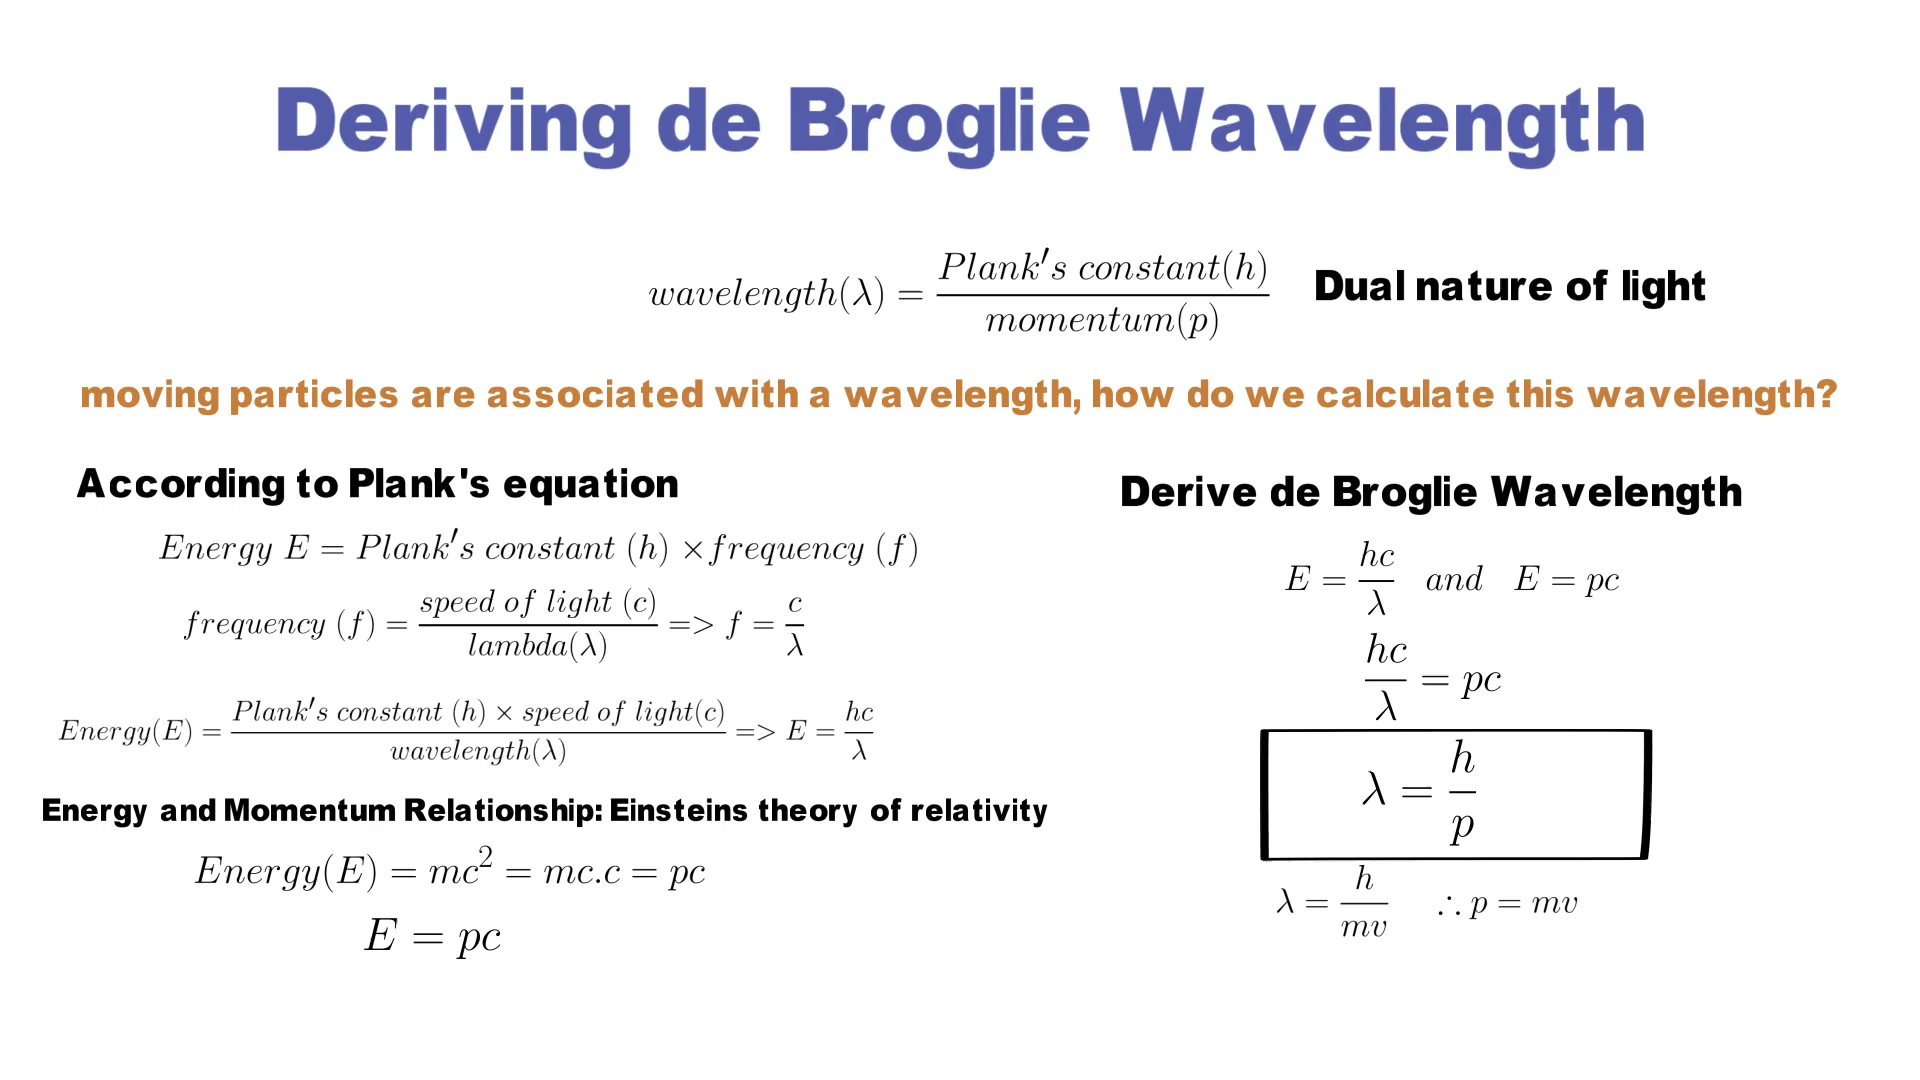 Deriving de Broglie Wavelength
wavelength(λ) = Plank's constant(h) / momentum(p) Dual nature of light
moving particles are associated with a wavelength, how do we calculate this wavelength?
According to Plank's equation
Energy E = Plank's constant (h) ×frequency (f)
frequency (f) = speed of light (c) / lambda(λ) => f = c / λ
Energy(E) = Plank's constant (h) × speed of light(c) / wavelength(λ) => E = hc / λ
Energy and Momentum Relationship: Einsteins theory of relativity
Energy(E) = mc² = mc.c = pc
E = pc
Derive de Broglie Wavelength
E = hc / λ and E = pc
hc / λ = pc
λ = h / p
λ = h / mv ∴ p = mv